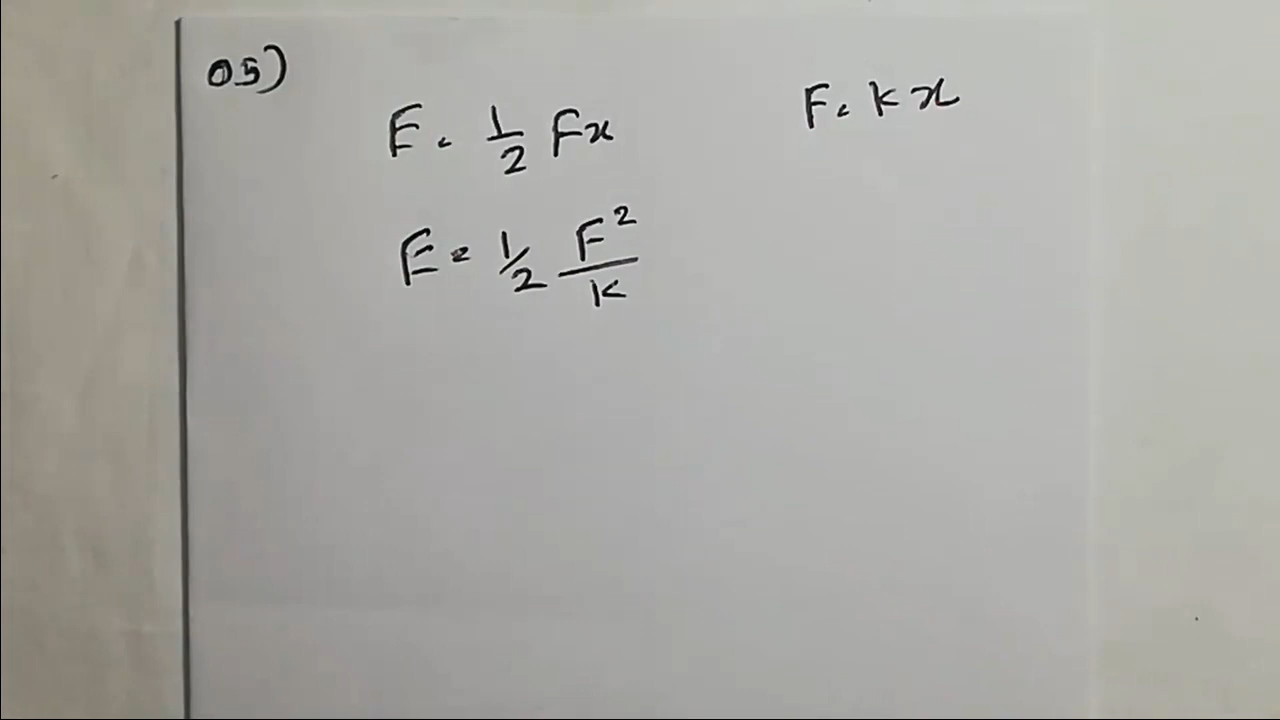 05)
E = 1/2 Fx
F = kx
E = 1/2 F²/k